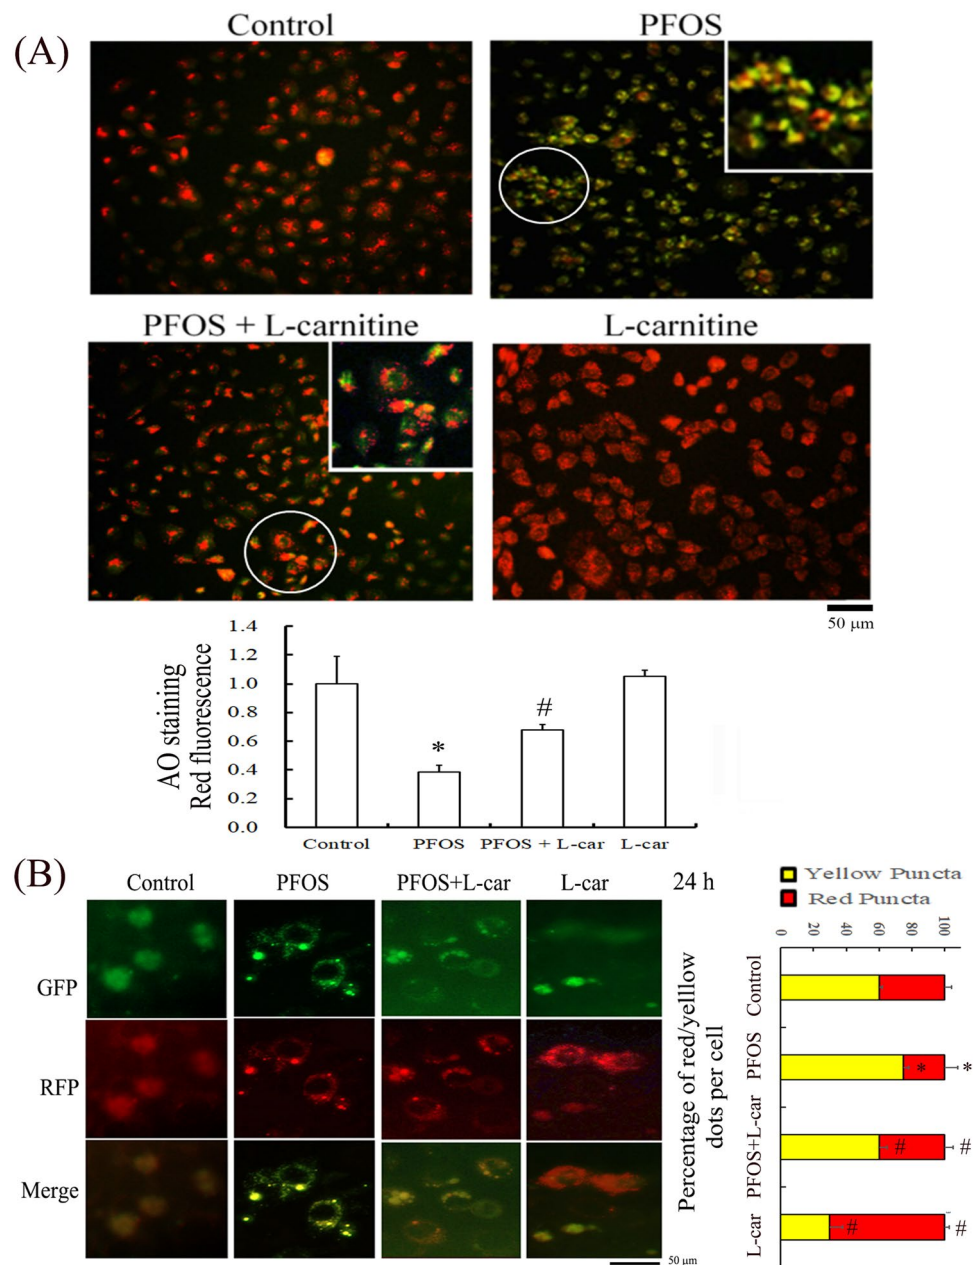 (A)
Control
PFOS
PFOS + L-carnitine
L-carnitine
50 μm
AO staining
Red fluorescence
1.4
1.2
1.0
0.8
0.6
0.4
0.2
0.0
*
#
Control
PFOS
PFOS + L-car
L-car
(B)
Control
PFOS
PFOS+L-car
L-car
24 h
GFP
RFP
Merge
50 μm
Yellow Puncta
Red Puncta
Percentage of red/yelllow
dots per cell
0
20
40
60
80
100
Control
PFOS
* *
PFOS+L-car
# #
L-car
# #